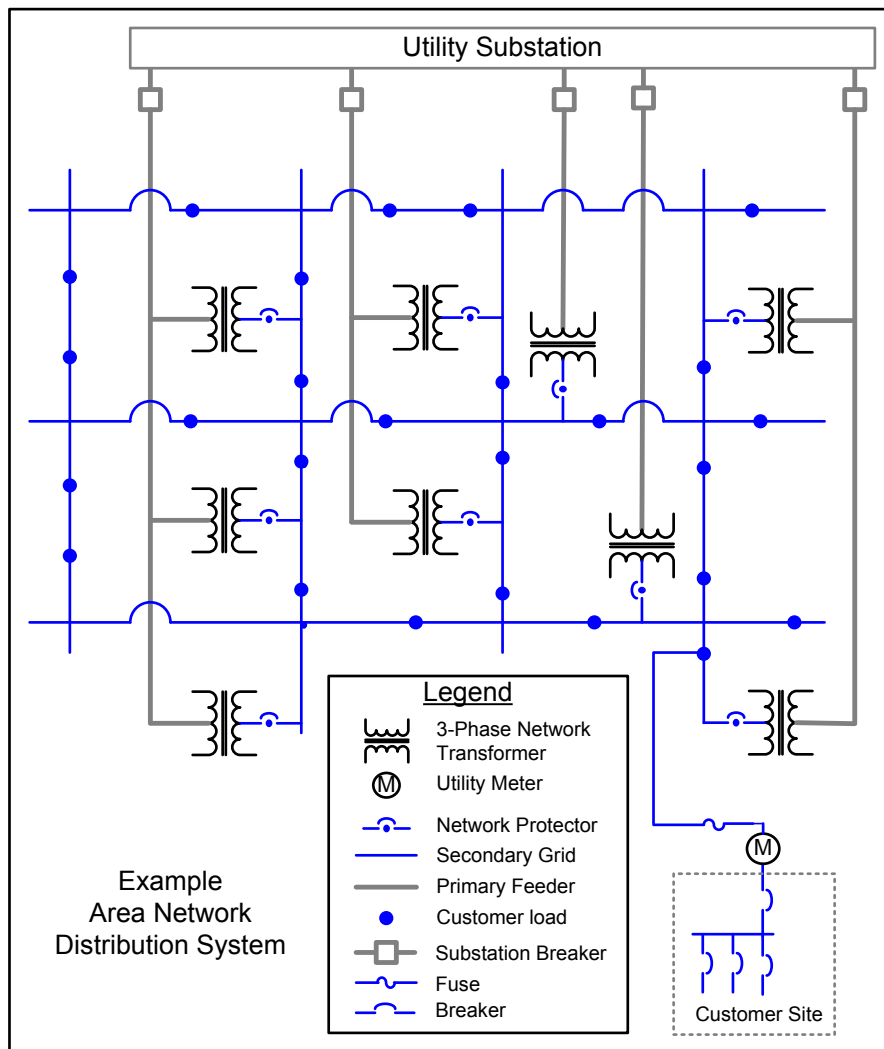 Utility Substation
Legend
3-Phase Network
Transformer
M
Utility Meter
Network Protector
Secondary Grid
Primary Feeder
Customer load
Substation Breaker
Fuse
Breaker
Example
Area Network
Distribution System
M
Customer Site